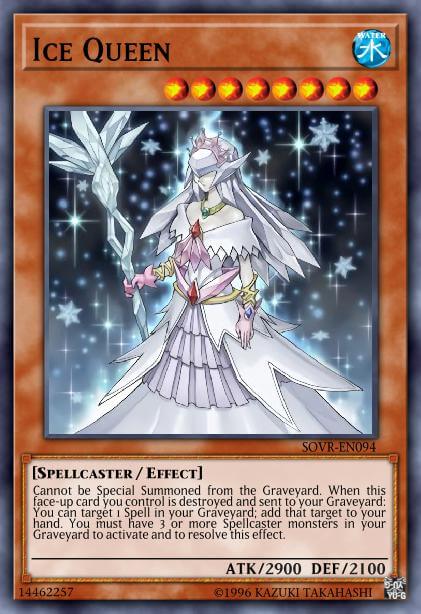 ICE QUEEN
WATER
水
SOVR-EN094
[SPELLCASTER / EFFECT]
Cannot be Special Summoned from the Graveyard. When this
face-up card you control is destroyed and sent to your Graveyard:
You can target 1 Spell in your Graveyard; add that target to your
hand. You must have 3 or more Spellcaster monsters in your
Graveyard to activate and to resolve this effect.
ATK/2900 DEF/2100
14462257
©1996 KAZUKI TAKAHASHI